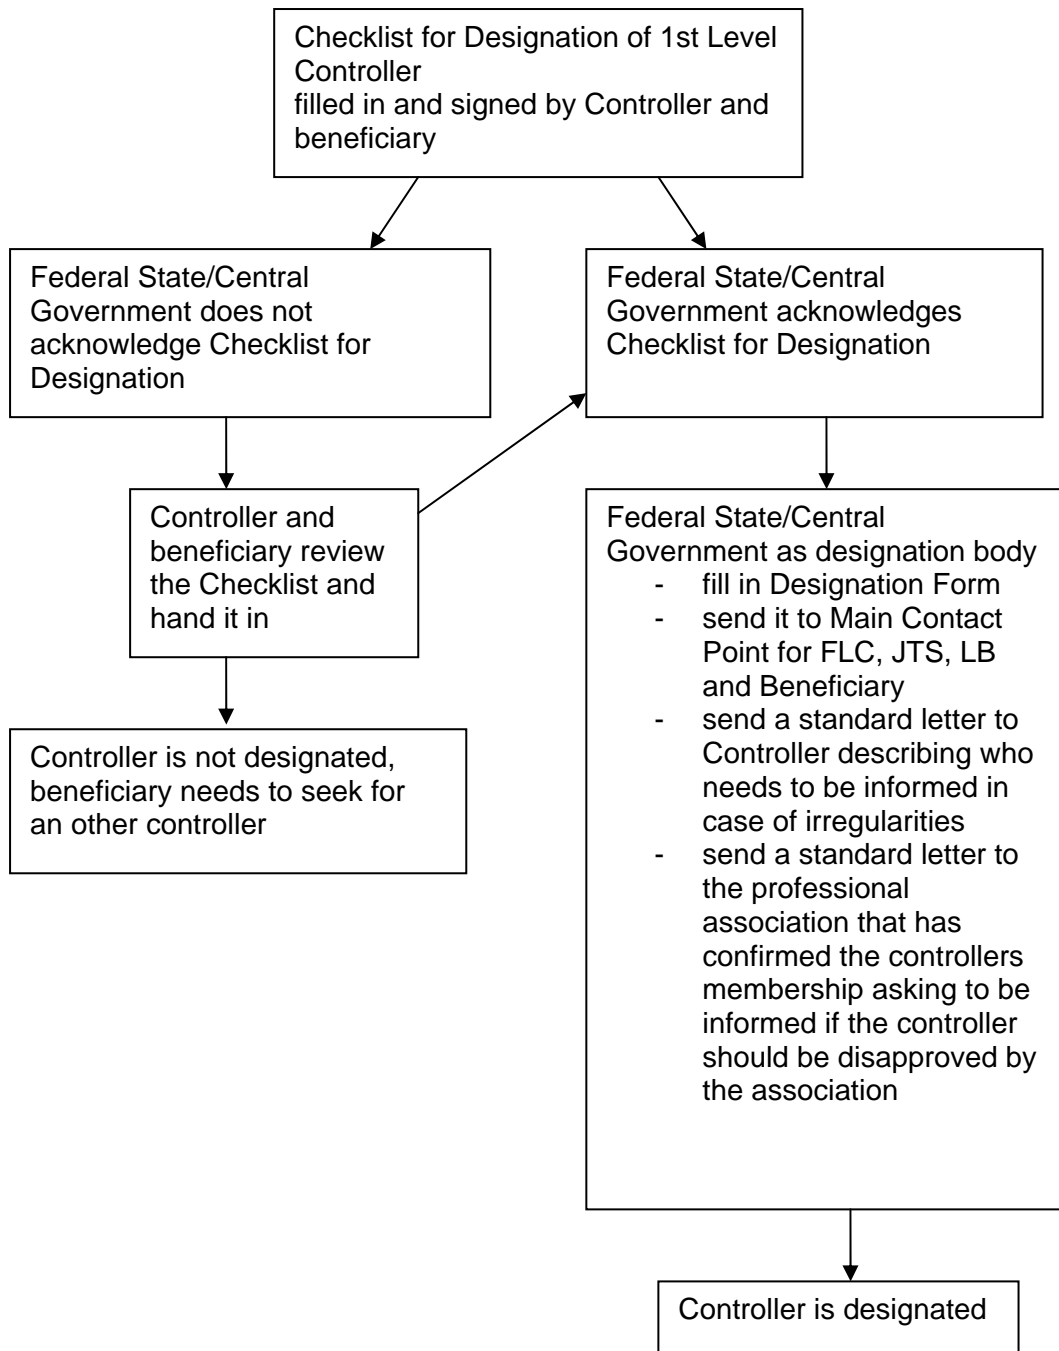 Checklist for Designation of 1st Level
Controller
filled in and signed by Controller and
beneficiary
Federal State/Central
Government does not
acknowledge Checklist for
Designation
Federal State/Central
Government acknowledges
Checklist for Designation
Controller and
beneficiary review
the Checklist and
hand it in
Controller is not designated,
beneficiary needs to seek for
an other controller
Federal State/Central
Government as designation body
- fill in Designation Form
- send it to Main Contact
Point for FLC, JTS, LB
and Beneficiary
- send a standard letter to
Controller describing who
needs to be informed in
case of irregularities
- send a standard letter to
the professional
association that has
confirmed the controllers
membership asking to be
informed if the controller
should be disapproved by
the association
Controller is designated